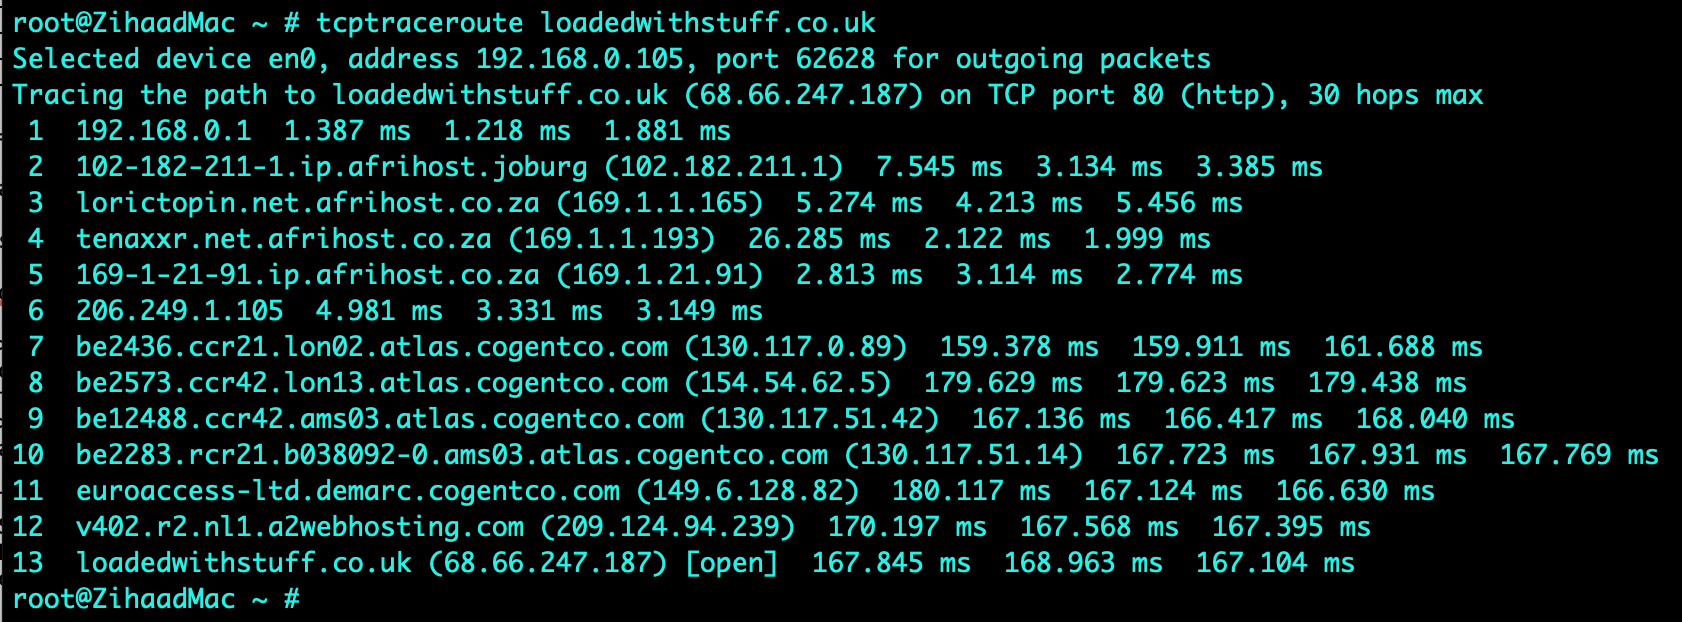 root@ZihaadMac ~ # tcptraceroute loadedwithstuff.co.uk
Selected device en0, address 192.168.0.105, port 62628 for outgoing packets
Tracing the path to loadedwithstuff.co.uk (68.66.247.187) on TCP port 80 (http), 30 hops max
 1  192.168.0.1  1.387 ms  1.218 ms  1.881 ms
 2  102-182-211-1.ip.afrihost.joburg (102.182.211.1)  7.545 ms  3.134 ms  3.385 ms
 3  lorictopin.net.afrihost.co.za (169.1.1.165)  5.274 ms  4.213 ms  5.456 ms
 4  tenaxxr.net.afrihost.co.za (169.1.1.193)  26.285 ms  2.122 ms  1.999 ms
 5  169-1-21-91.ip.afrihost.co.za (169.1.21.91)  2.813 ms  3.114 ms  2.774 ms
 6  206.249.1.105  4.981 ms  3.331 ms  3.149 ms
 7  be2436.ccr21.lon02.atlas.cogentco.com (130.117.0.89)  159.378 ms  159.911 ms  161.688 ms
 8  be2573.ccr42.lon13.atlas.cogentco.com (154.54.62.5)  179.629 ms  179.623 ms  179.438 ms
 9  be12488.ccr42.ams03.atlas.cogentco.com (130.117.51.42)  167.136 ms  166.417 ms  168.040 ms
10  be2283.rcr21.b038092-0.ams03.atlas.cogentco.com (130.117.51.14)  167.723 ms  167.931 ms  167.769 ms
11  euroaccess-ltd.demarc.cogentco.com (149.6.128.82)  180.117 ms  167.124 ms  166.630 ms
12  v402.r2.nl1.a2webhosting.com (209.124.94.239)  170.197 ms  167.568 ms  167.395 ms
13  loadedwithstuff.co.uk (68.66.247.187) [open]  167.845 ms  168.963 ms  167.104 ms
root@ZihaadMac ~ #